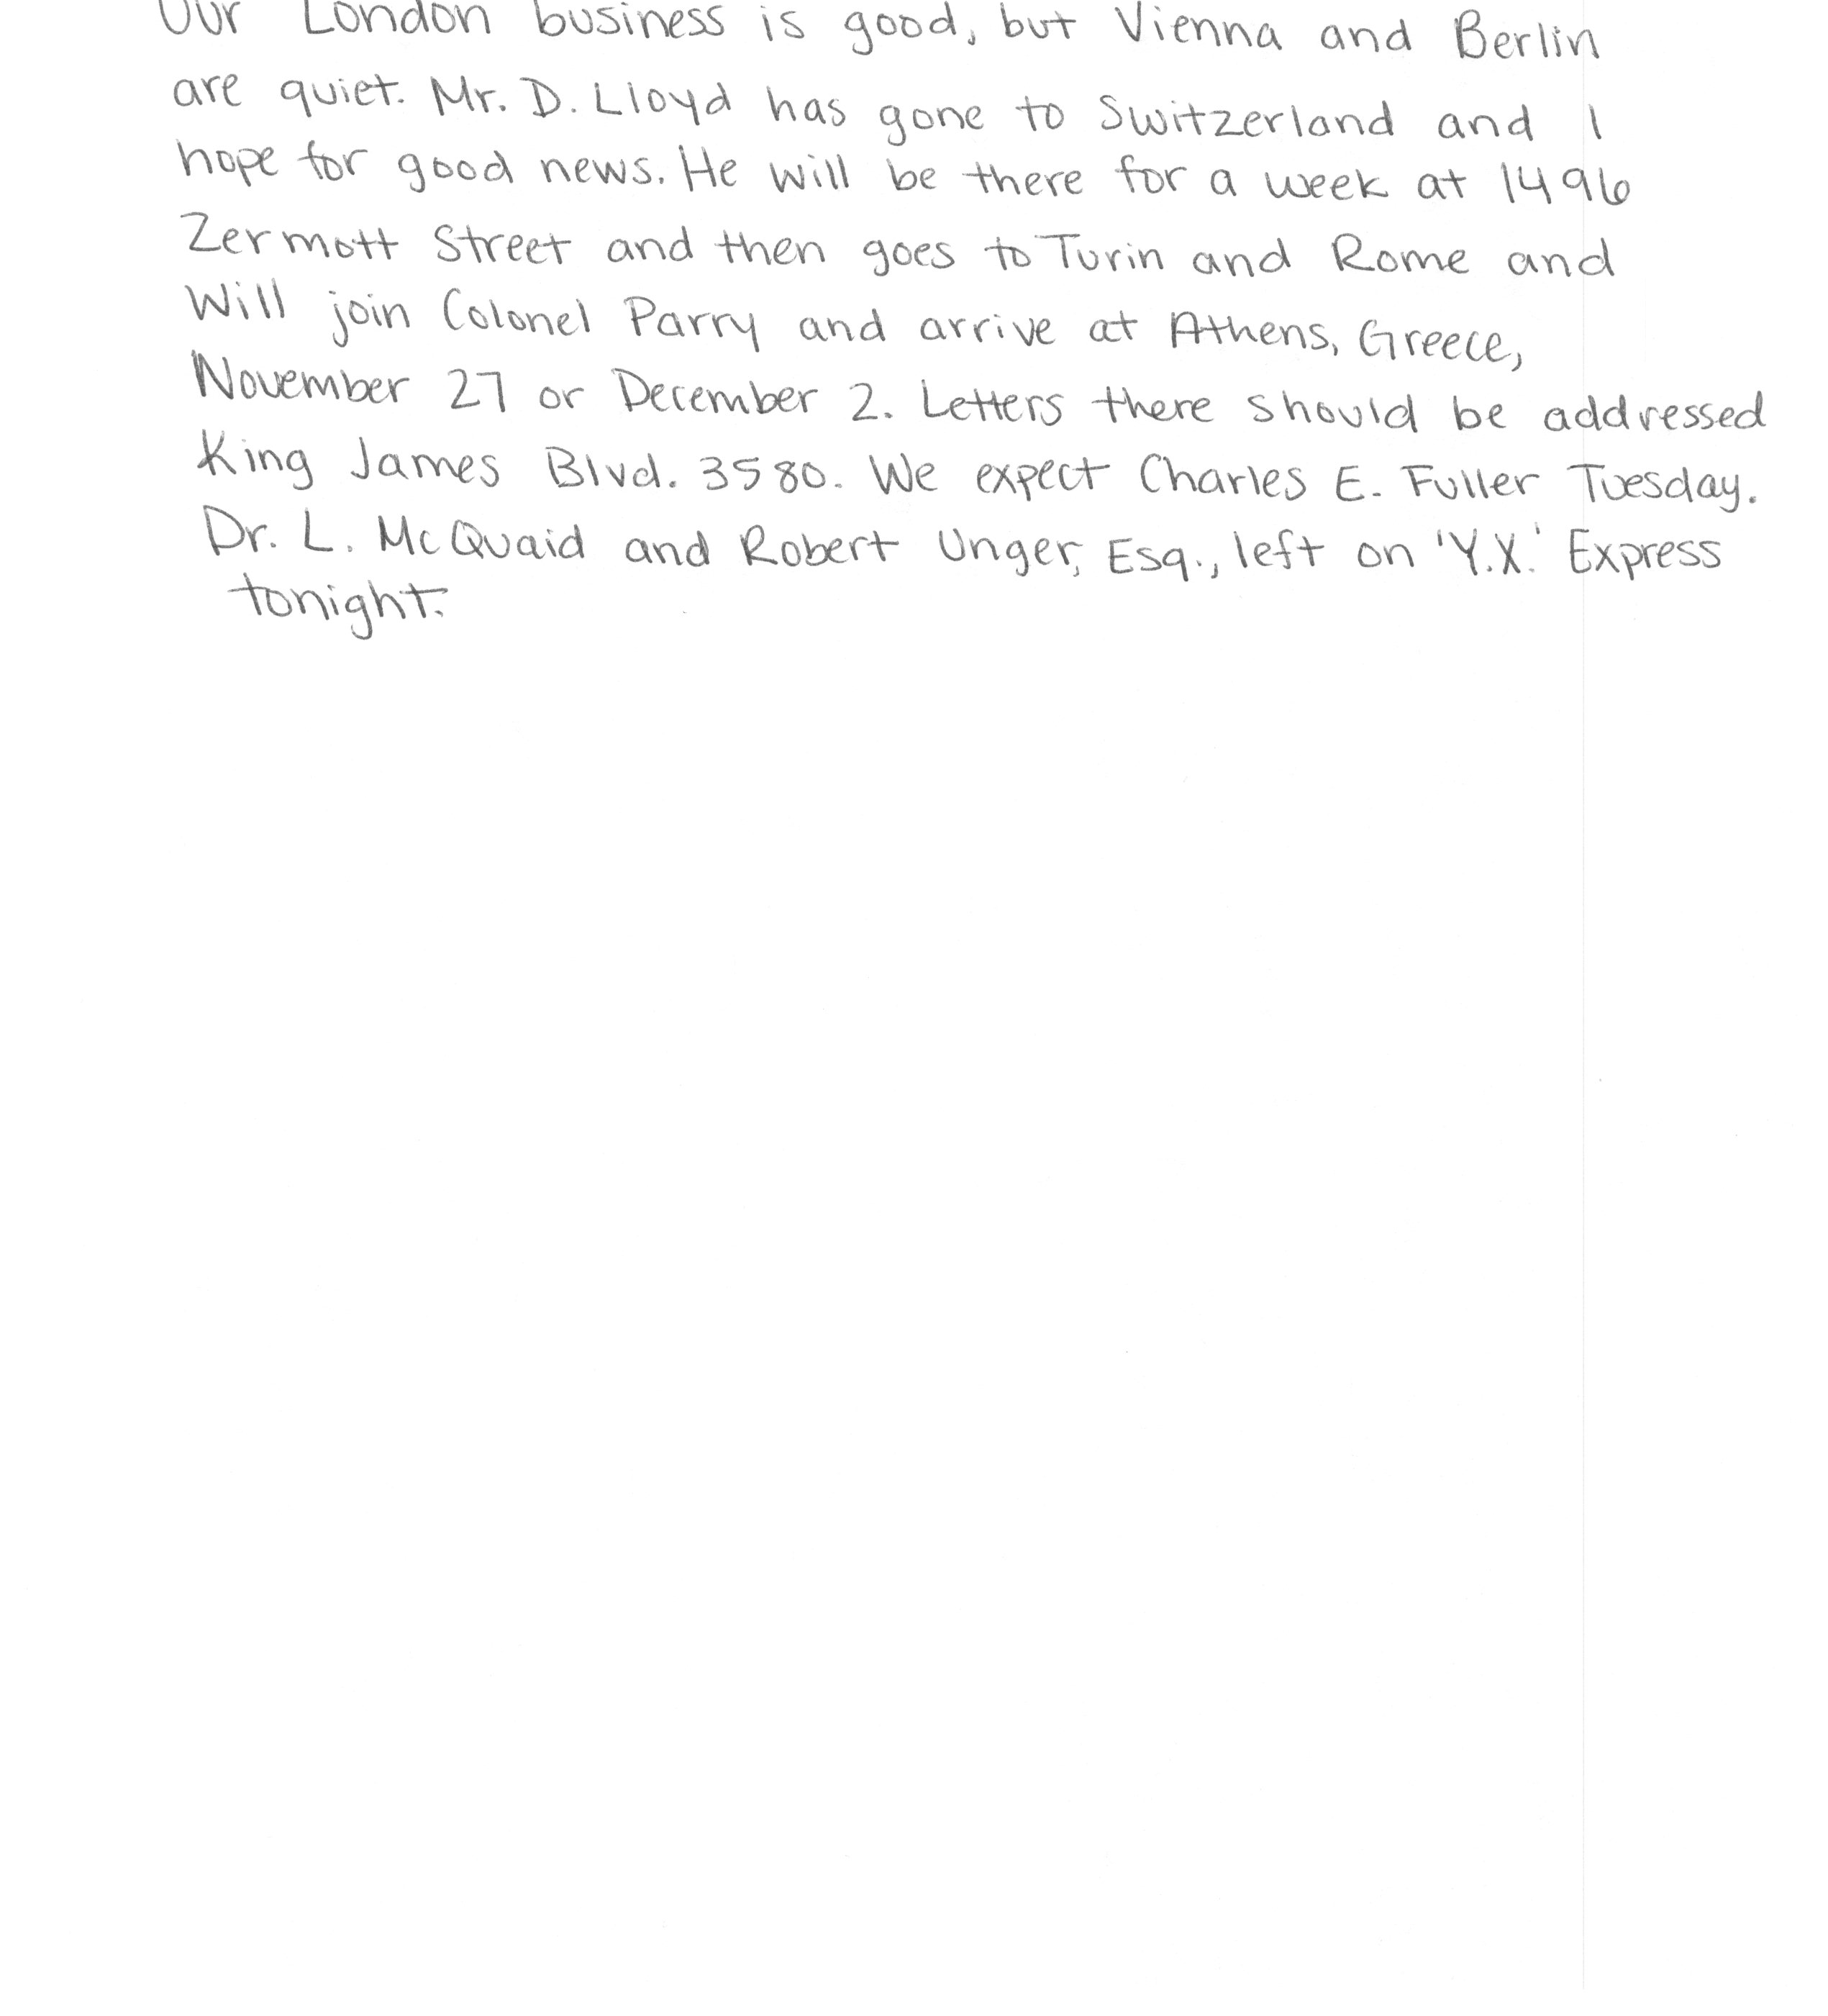 Our London business is good, but Vienna and Berlin
are quiet. Mr. D. Lloyd has gone to Switzerland and I
hope for good news. He will be there for a week at 1496
Zermott Street and then goes to Turin and Rome and
Will join Colonel Parry and arrive at Athens, Greece,
November 27 or December 2. Letters there should be addressed
King James Blvd. 3580. We expect Charles E. Fuller Tuesday.
Dr. L. McQuaid and Robert Unger, Esq., left on 'Y.X.' Express
tonight.